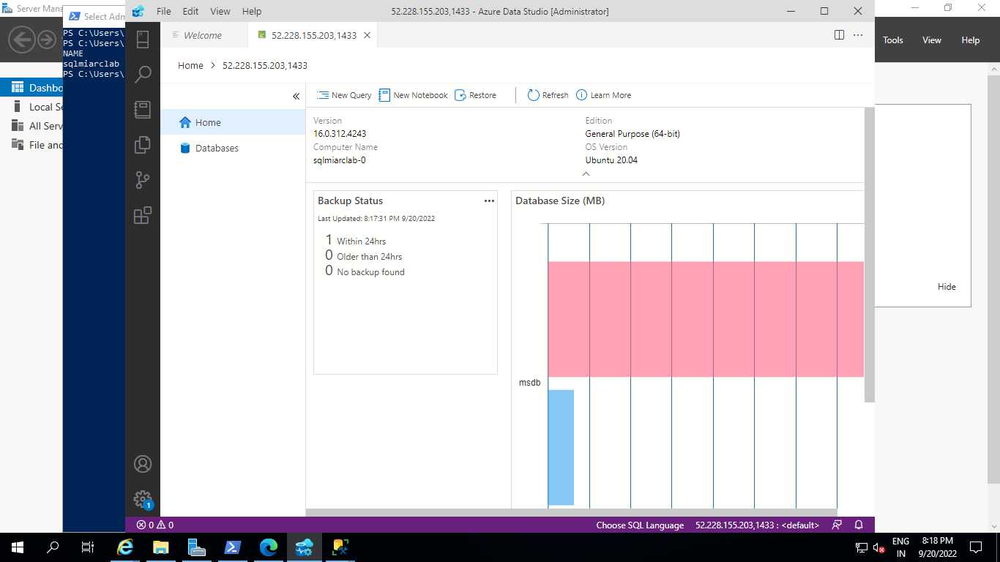 Server Mana
Select Adm
PS C:\Users\
PS C:\Users\
NAME
sqlmiarclab
PS C:\Users\
Dashbo
Local Se
All Serv
File and
File Edit View Help
52.228.155.203,1433 - Azure Data Studio [Administrator]
Welcome
52.228.155.203,1433
Home > 52.228.155.203,1433
New Query New Notebook Restore Refresh Learn More
Home
Databases
Version
16.0.312.4243
Computer Name
sqlmiarclab-0
Edition
General Purpose (64-bit)
OS Version
Ubuntu 20.04
Backup Status
Last Updated: 8:17:31 PM 9/20/2022
1 Within 24hrs
0 Older than 24hrs
0 No backup found
Database Size (MB)
msdb
Tools View Help
Hide
1
0 0
Choose SQL Language 52.228.155.203,1433 : <default>
ENG
IN
8:18 PM
9/20/2022